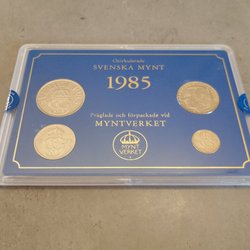 Ocirkulerade
SVENSKA MYNT
1985
Präglade och förpackade vid
MYNTVERKET
MYNT
VERKET